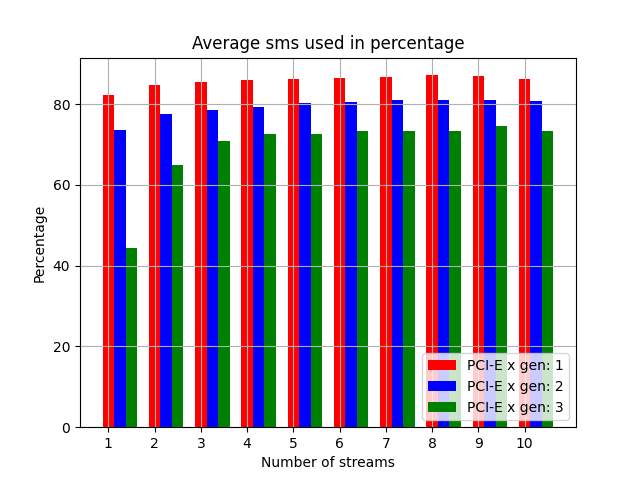 Average sms used in percentage
Percentage
80
60
40
20
0
1 2 3 4 5 6 7 8 9 10
Number of streams
PCI-E x gen: 1
PCI-E x gen: 2
PCI-E x gen: 3